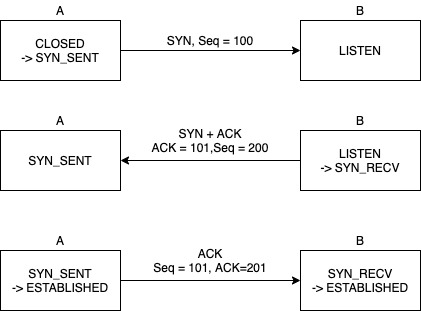 A
B
CLOSED
-> SYN_SENT
SYN, Seq = 100
LISTEN
A
B
SYN_SENT
SYN + ACK
ACK = 101,Seq = 200
LISTEN
-> SYN_RECV
A
B
SYN_SENT
-> ESTABLISHED
ACK
Seq = 101, ACK=201
SYN_RECV
-> ESTABLISHED